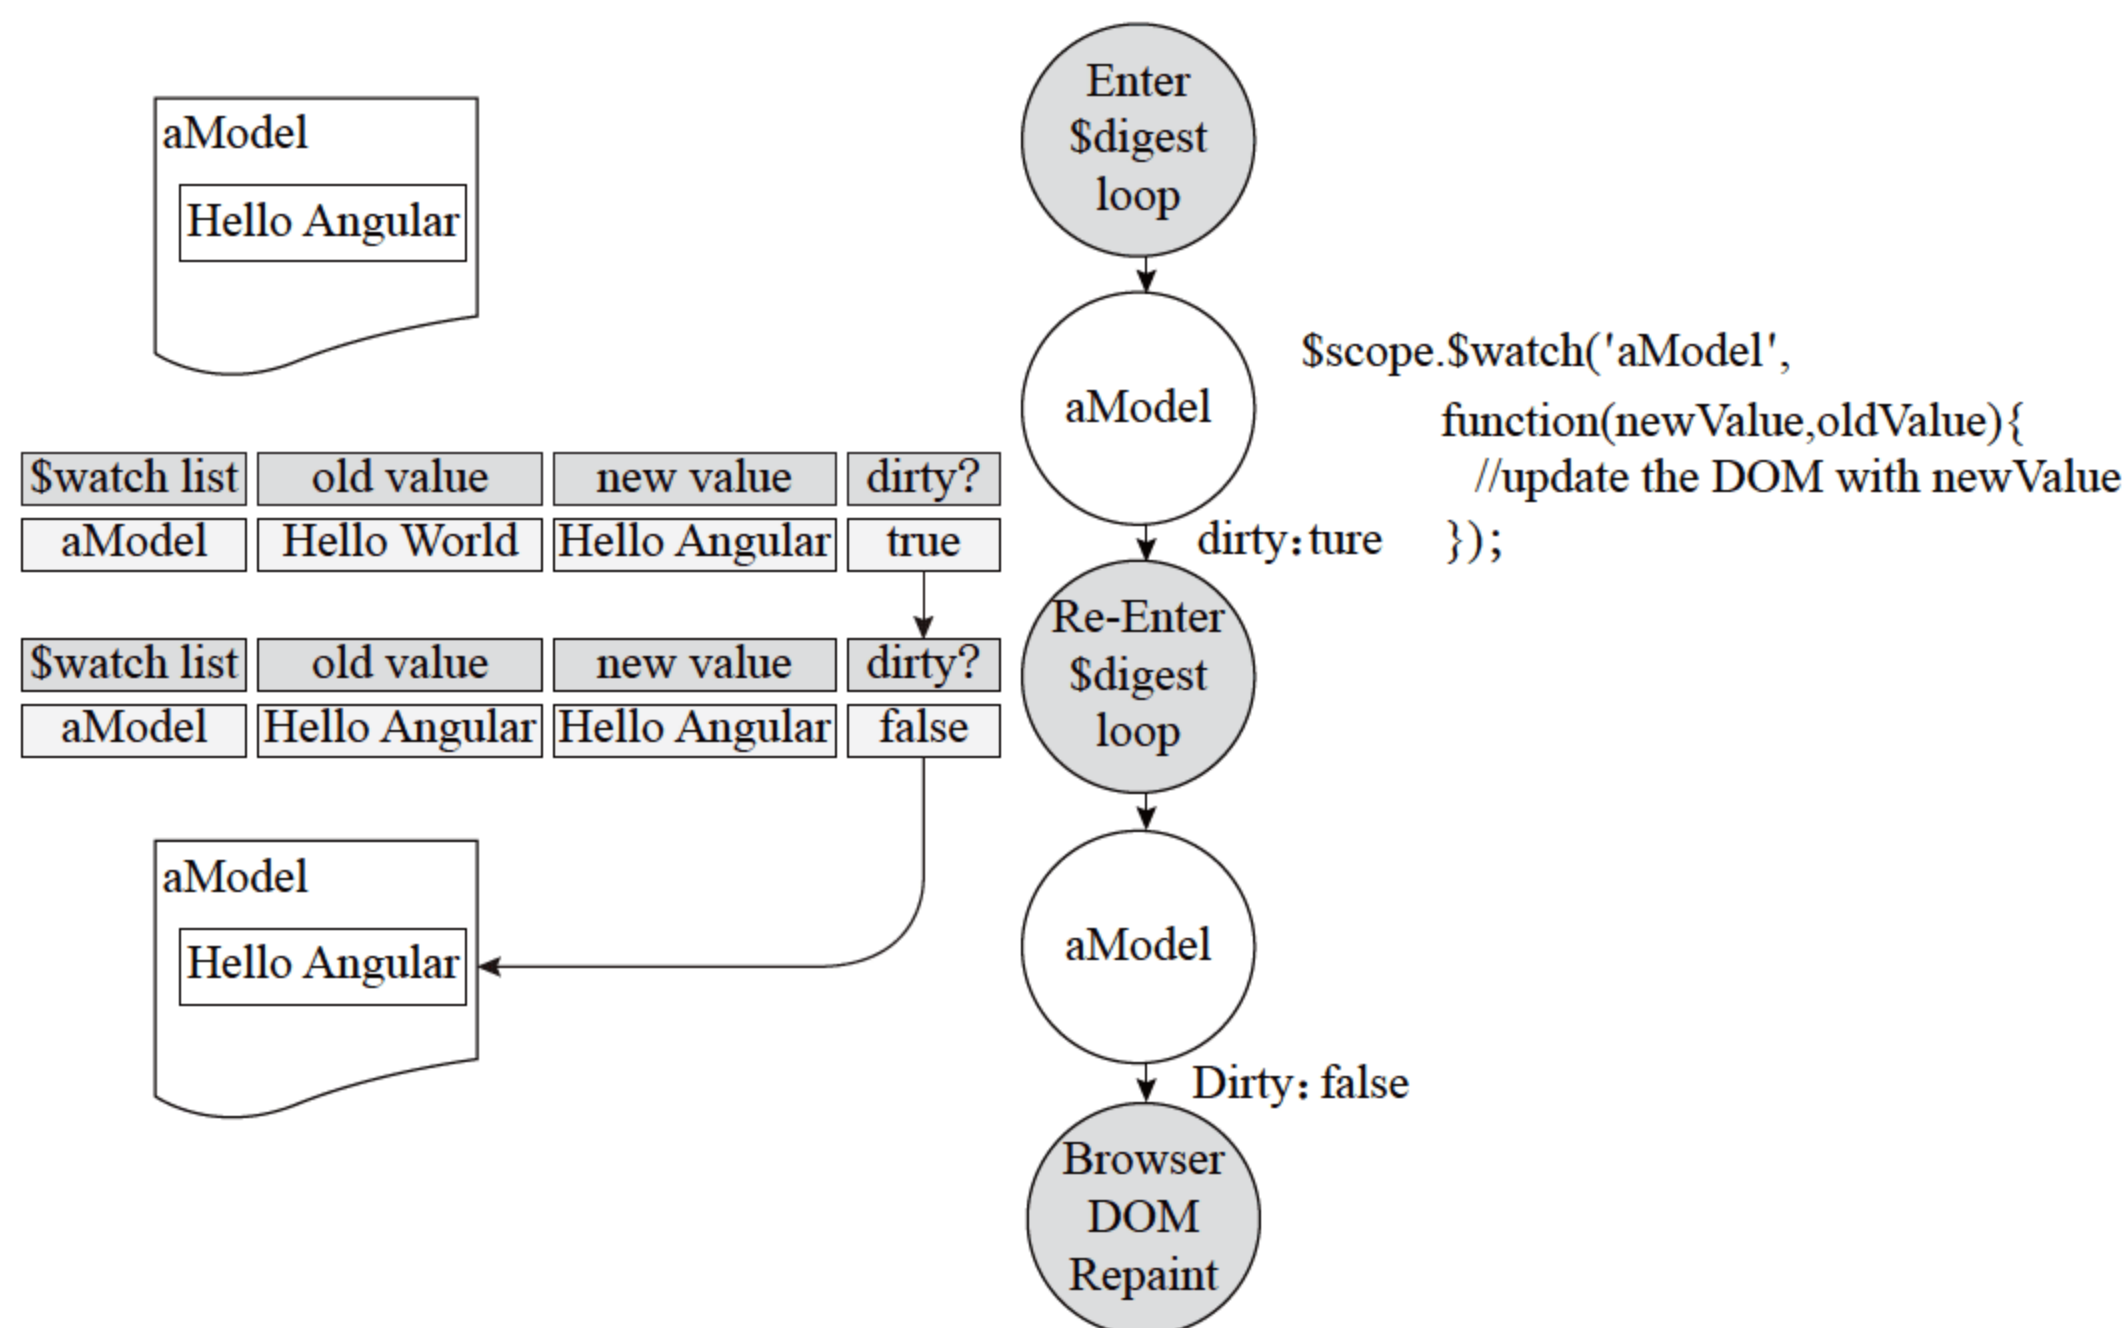 aModel
Hello Angular
$watch list old value new value dirty?
aModel Hello World Hello Angular true
$watch list old value new value dirty?
aModel Hello Angular Hello Angular false
aModel
Hello Angular
Enter
$digest
loop
aModel
$scope.$watch('aModel',
function(newValue,oldValue){
//update the DOM with newValue
});
dirty:ture
Re-Enter
$digest
loop
aModel
Dirty: false
Browser
DOM
Repaint